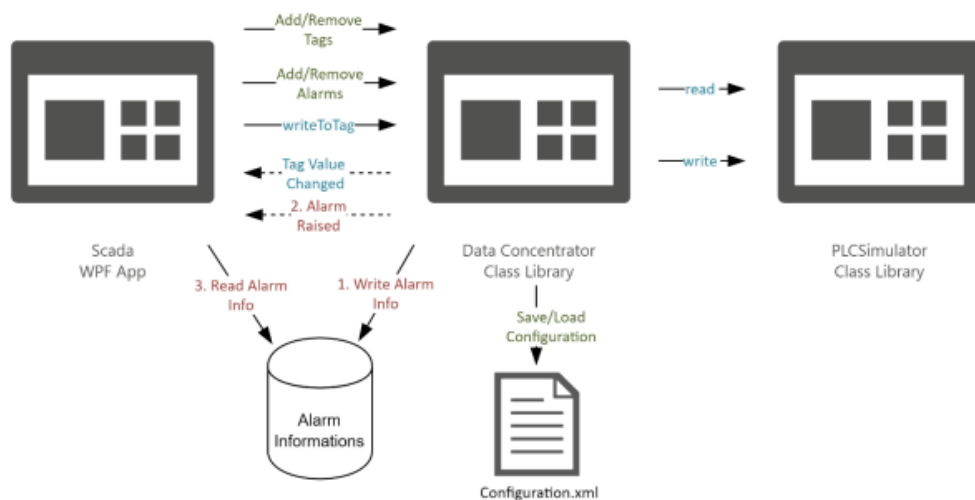 Add/Remove
Tags
Add/Remove
Alarms
writeToTag
Tag Value
Changed
2. Alarm
Raised
read
write
Scada
WPF App
Data Concentrator
Class Library
PLCSimulator
Class Library
3. Read Alarm
Info
1. Write Alarm
Info
Save/Load
Configuration
Alarm
Informations
Configuration.xml